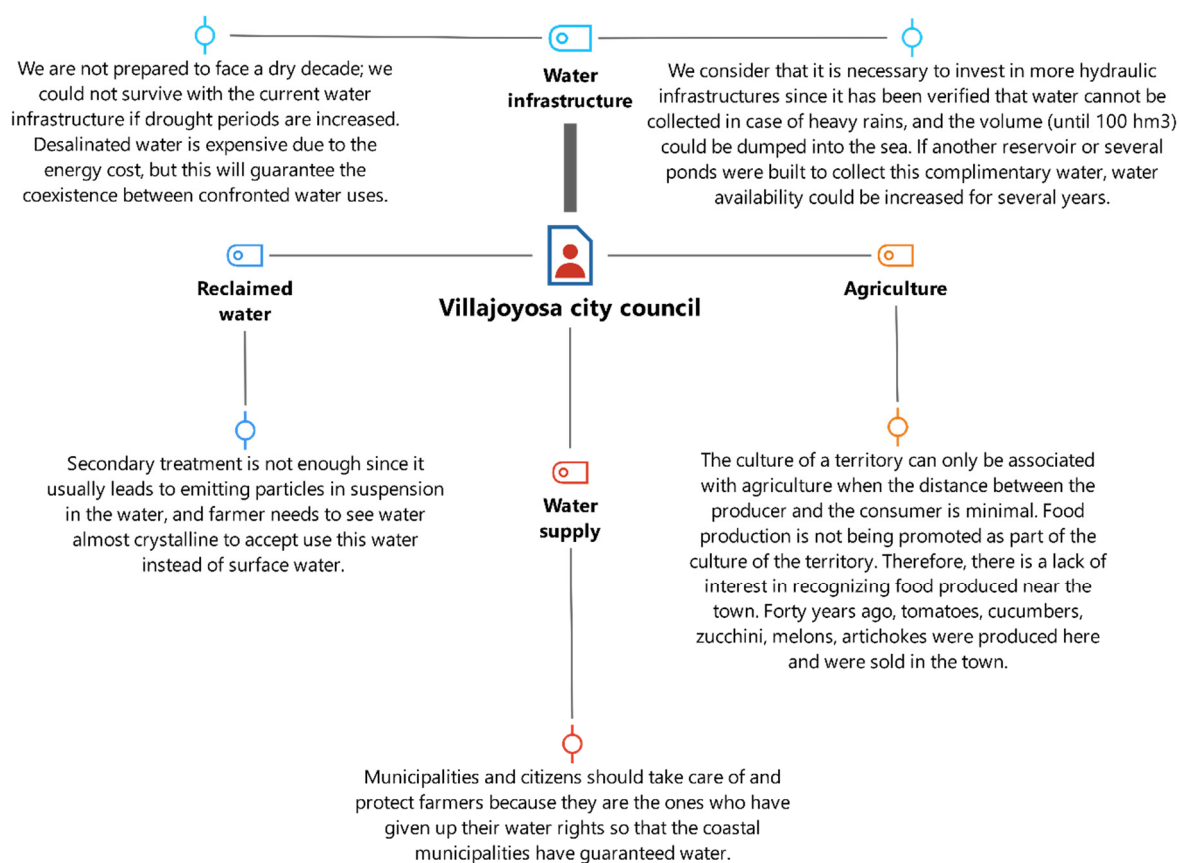 We are not prepared to face a dry decade; we
could not survive with the current water
infrastructure if drought periods are increased.
Desalinated water is expensive due to the
energy cost, but this will guarantee the
coexistence between confronted water uses.
Water
infrastructure
We consider that it is necessary to invest in more hydraulic
infrastructures since it has been verified that water cannot be
collected in case of heavy rains, and the volume (until 100 hm3)
could be dumped into the sea. If another reservoir or several
ponds were built to collect this complimentary water, water
availability could be increased for several years.
Reclaimed
water
Villajoyosa city council
Agriculture
Secondary treatment is not enough since it
usually leads to emitting particles in suspension
in the water, and farmer needs to see water
almost crystalline to accept use this water
instead of surface water.
Water
supply
The culture of a territory can only be associated
with agriculture when the distance between the
producer and the consumer is minimal. Food
production is not being promoted as part of the
culture of the territory. Therefore, there is a lack of
interest in recognizing food produced near the
town. Forty years ago, tomatoes, cucumbers,
zucchini, melons, artichokes were produced here
and were sold in the town.
Municipalities and citizens should take care of and
protect farmers because they are the ones who have
given up their water rights so that the coastal
municipalities have guaranteed water.